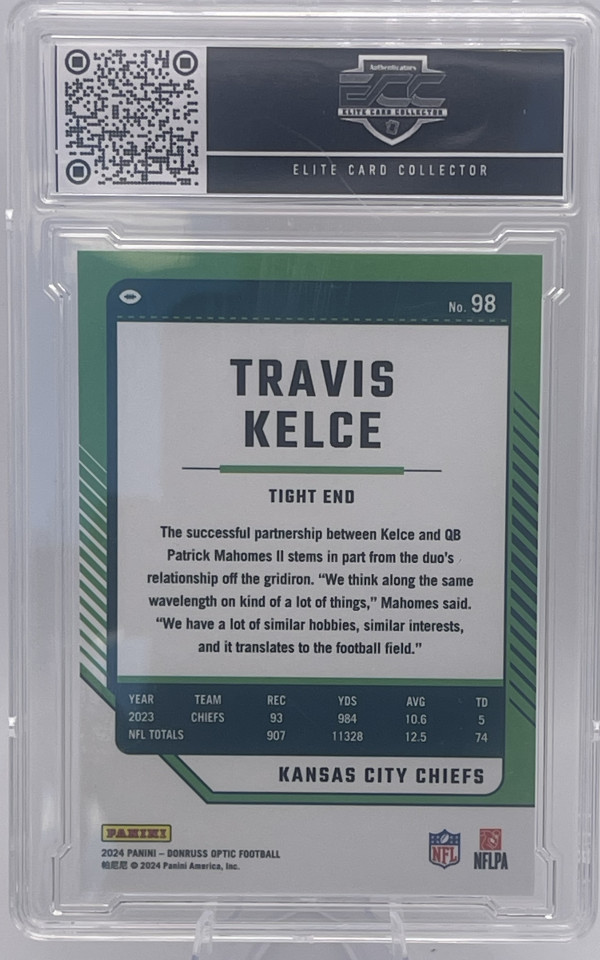 Authenticators
ECC
ELITE CARD COLLECTOR
ELITE CARD COLLECTOR
No. 98
TRAVIS
KELCE
TIGHT END
The successful partnership between Kelce and QB
Patrick Mahomes II stems in part from the duo's
relationship off the gridiron. “We think along the same
wavelength on kind of a lot of things,” Mahomes said.
“We have a lot of similar hobbies, similar interests,
and it translates to the football field.”
YEAR TEAM REC YDS AVG TD
2023 CHIEFS 93 984 10.6 5
NFL TOTALS 907 11328 12.5 74
KANSAS CITY CHIEFS
PANINI
2024 PANINI – DONRUSS OPTIC FOOTBALL
帕尼尼 © 2024 Panini America, Inc.
NFL
NFLPA